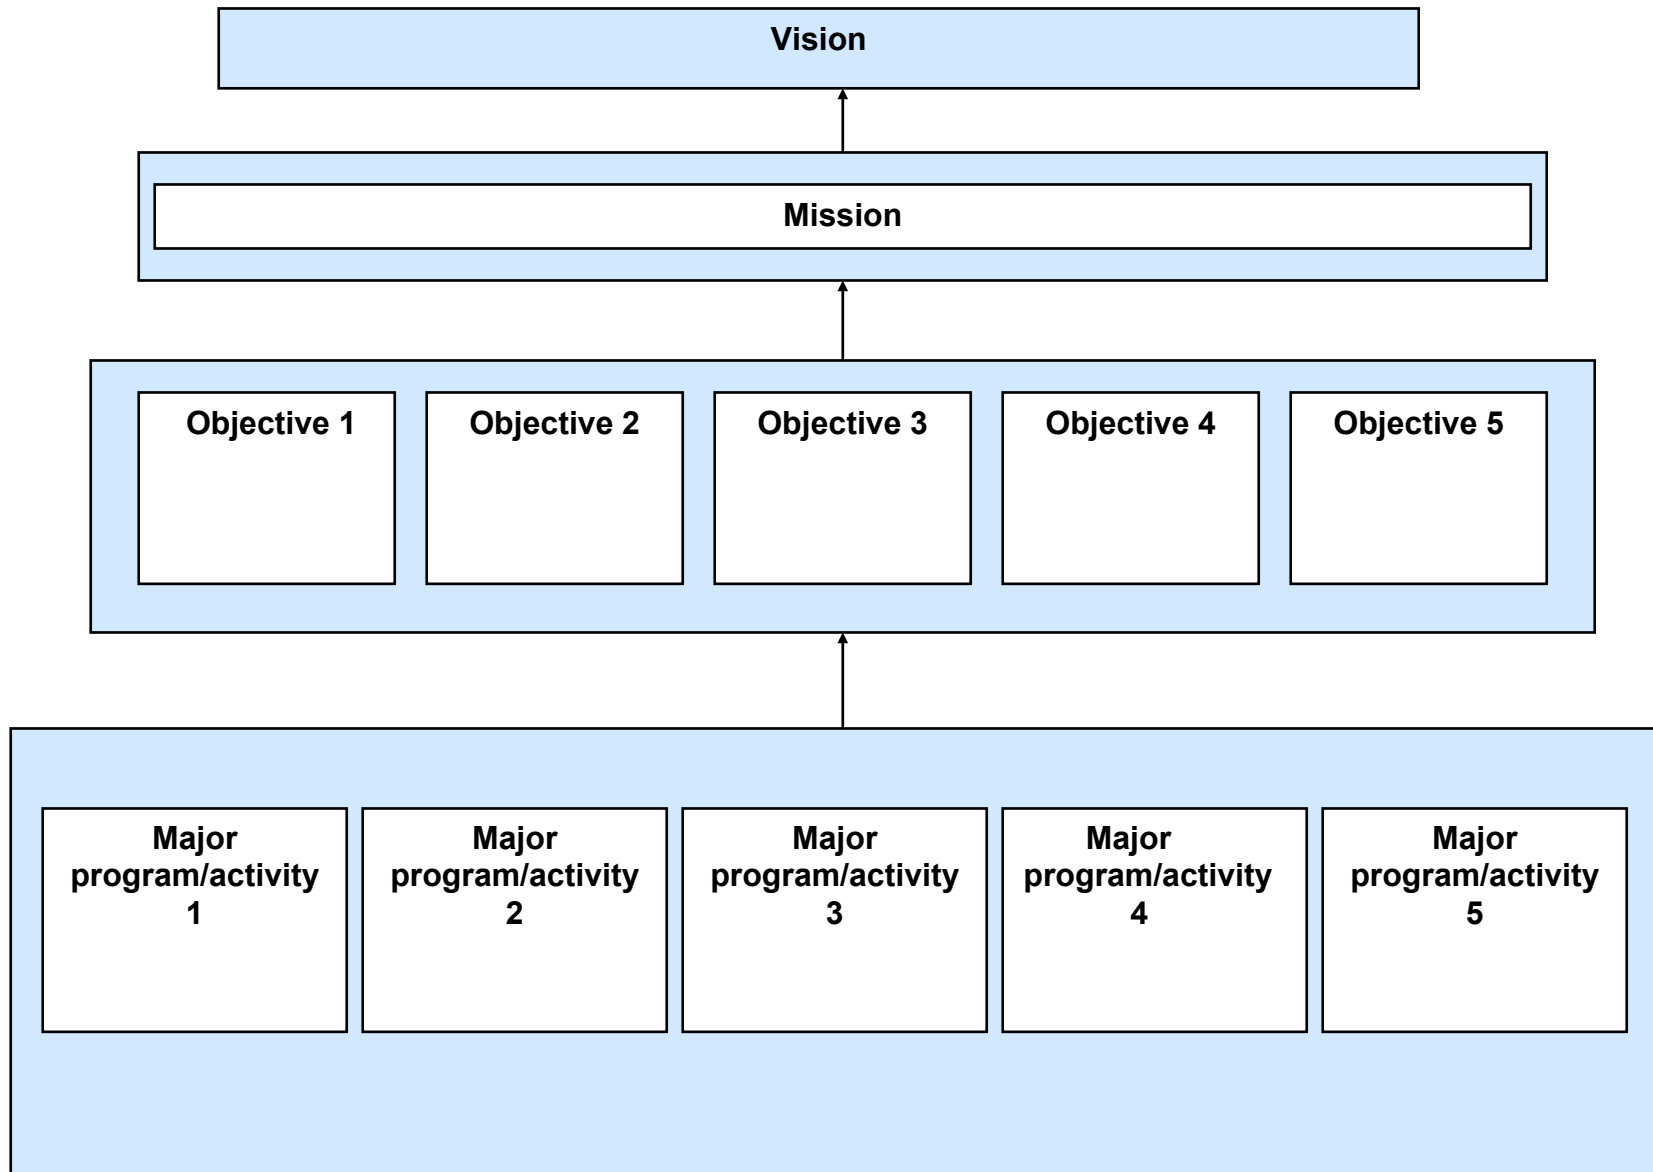 Vision
Mission
Objective 1
Objective 2
Objective 3
Objective 4
Objective 5
Major
program/activity
1
Major
program/activity
2
Major
program/activity
3
Major
program/activity
4
Major
program/activity
5